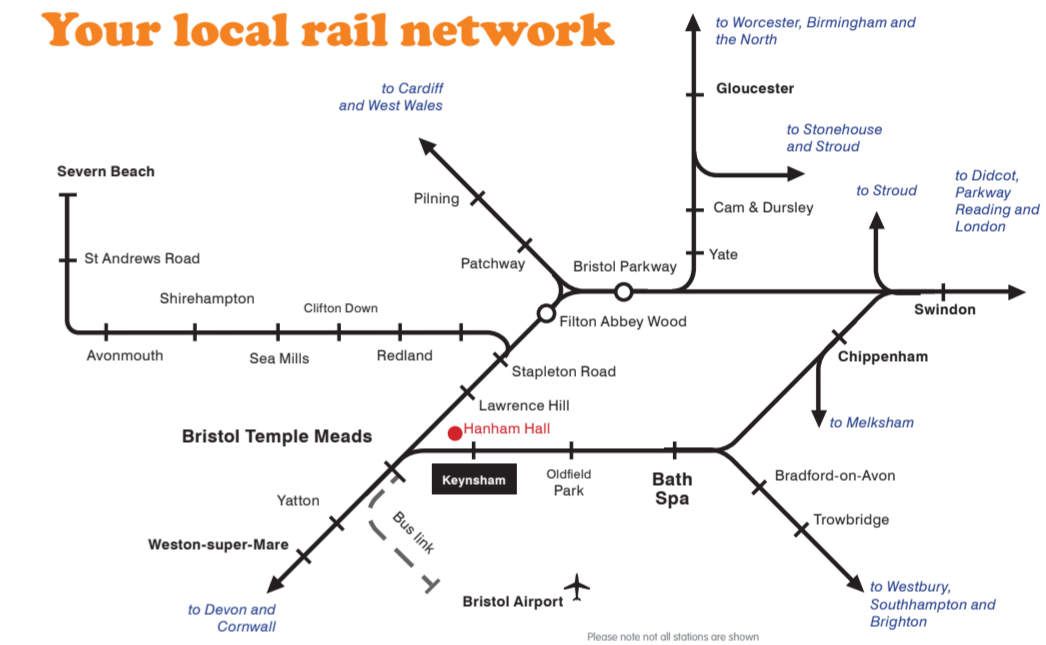 Your local rail network
to Worcester, Birmingham and
the North
to Cardiff
and West Wales
Gloucester
to Stonehouse
and Stroud
Severn Beach
to Didcot,
Parkway
Reading and
London
to Stroud
Pilning
Cam & Dursley
St Andrews Road
Patchway
Bristol Parkway
Yate
Shirehampton
Clifton Down
Swindon
Filton Abbey Wood
Avonmouth
Sea Mills
Redland
Chippenham
Stapleton Road
Lawrence Hill
to Melksham
Hanham Hall
Bristol Temple Meads
Keynsham
Oldfield
Park
Bath
Spa
Bradford-on-Avon
Yatton
Bus link
Trowbridge
Weston-super-Mare
to Westbury,
Southhampton and
Brighton
Bristol Airport
to Devon and
Cornwall
Please note not all stations are shown